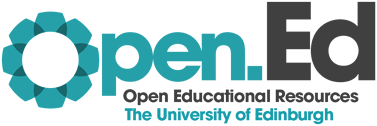 Open.Ed
Open Educational Resources
The University of Edinburgh